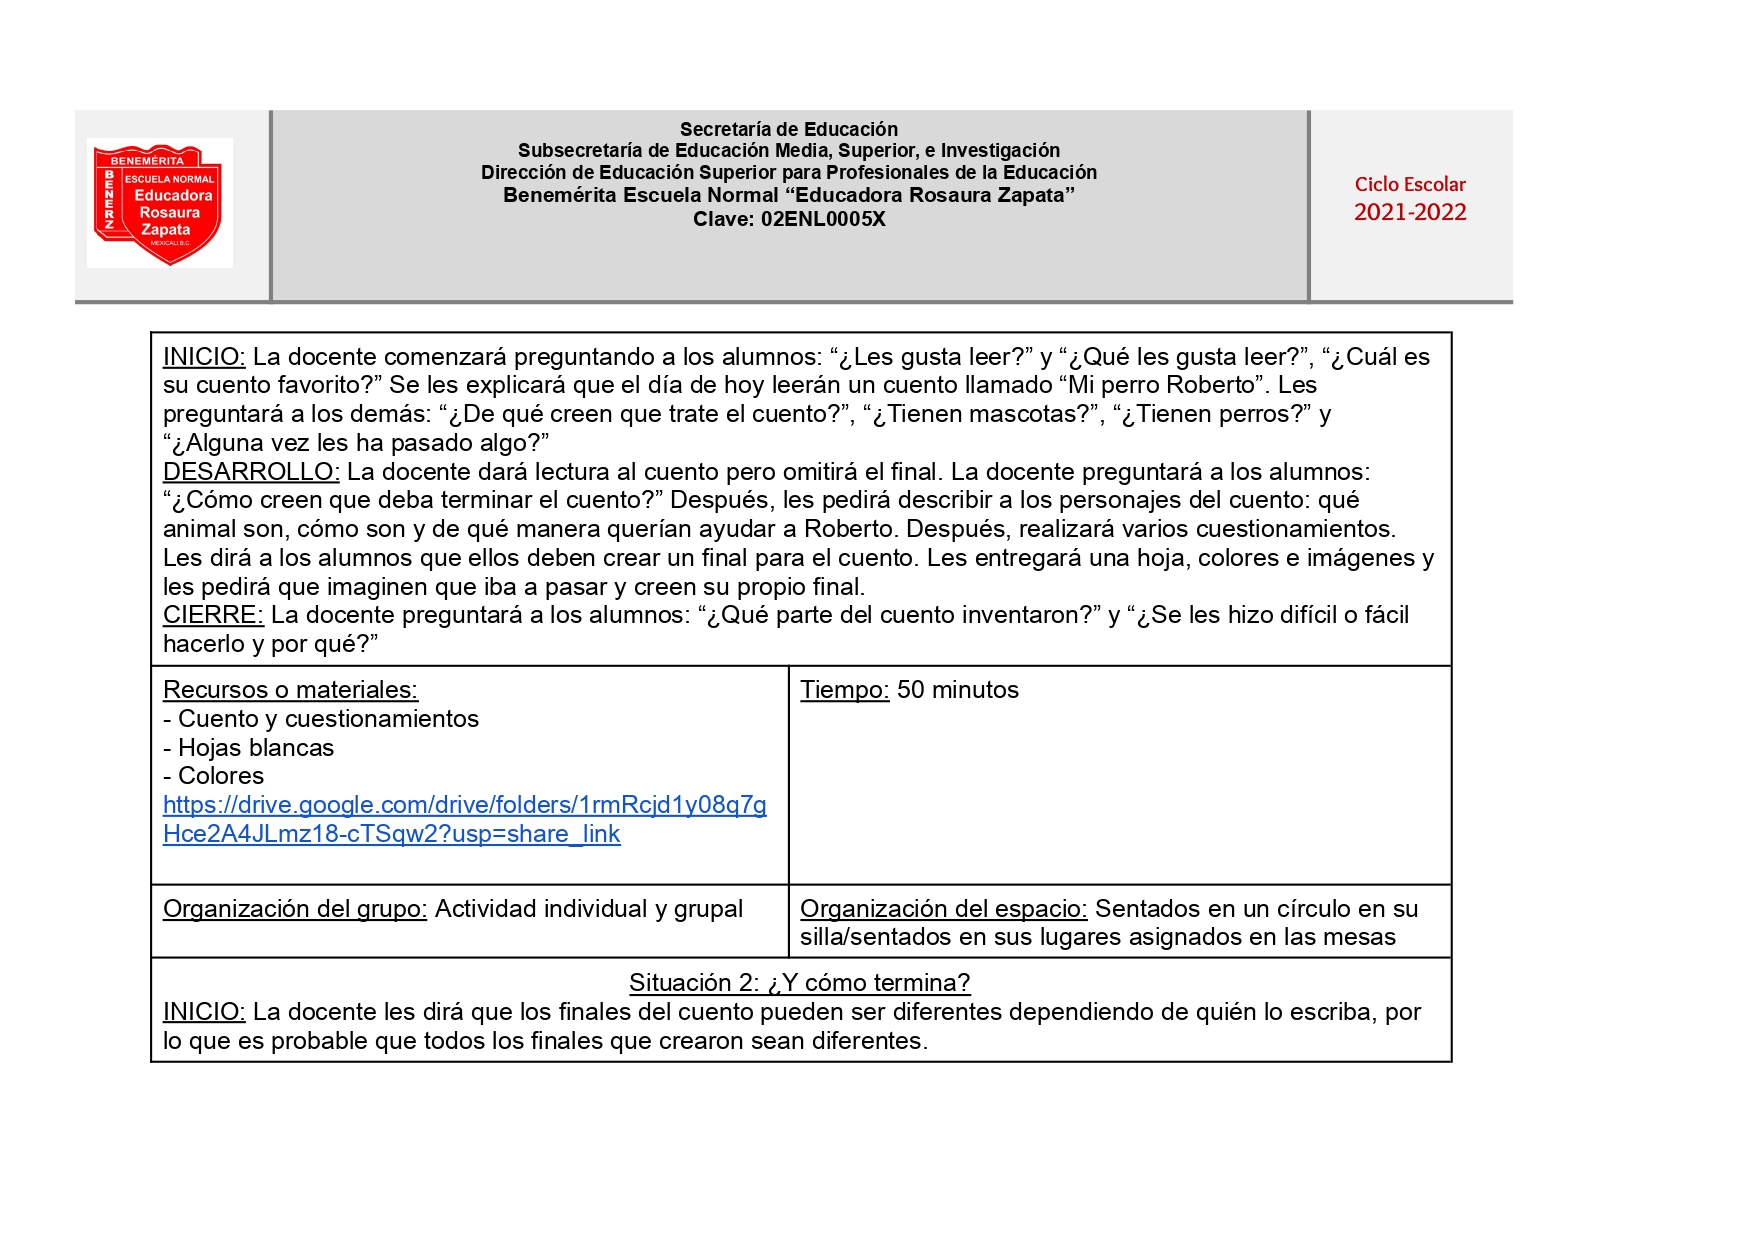 BENEMÉRITA
BENERZ
ESCUELA NORMAL
Educadora
Rosaura
Zapata
MEXICALI B.C.
Secretaría de Educación
Subsecretaría de Educación Media, Superior, e Investigación
Dirección de Educación Superior para Profesionales de la Educación
Benemérita Escuela Normal “Educadora Rosaura Zapata”
Clave: 02ENL0005X
Ciclo Escolar
2021-2022
INICIO: La docente comenzará preguntando a los alumnos: “¿Les gusta leer?” y “¿Qué les gusta leer?”, “¿Cuál es
su cuento favorito?” Se les explicará que el día de hoy leerán un cuento llamado “Mi perro Roberto”. Les
preguntará a los demás: “¿De qué creen que trate el cuento?”, “¿Tienen mascotas?”, “¿Tienen perros?” y
“¿Alguna vez les ha pasado algo?”
DESARROLLO: La docente dará lectura al cuento pero omitirá el final. La docente preguntará a los alumnos:
“¿Cómo creen que deba terminar el cuento?” Después, les pedirá describir a los personajes del cuento: qué
animal son, cómo son y de qué manera querían ayudar a Roberto. Después, realizará varios cuestionamientos.
Les dirá a los alumnos que ellos deben crear un final para el cuento. Les entregará una hoja, colores e imágenes y
les pedirá que imaginen que iba a pasar y creen su propio final.
CIERRE: La docente preguntará a los alumnos: “¿Qué parte del cuento inventaron?” y “¿Se les hizo difícil o fácil
hacerlo y por qué?”
Recursos o materiales:
- Cuento y cuestionamientos
- Hojas blancas
- Colores
https://drive.google.com/drive/folders/1rmRcjd1y08q7g
Hce2A4JLmz18-cTSqw2?usp=share_link
Tiempo: 50 minutos
Organización del grupo: Actividad individual y grupal
Organización del espacio: Sentados en un círculo en su
silla/sentados en sus lugares asignados en las mesas
Situación 2: ¿Y cómo termina?
INICIO: La docente les dirá que los finales del cuento pueden ser diferentes dependiendo de quién lo escriba, por
lo que es probable que todos los finales que crearon sean diferentes.